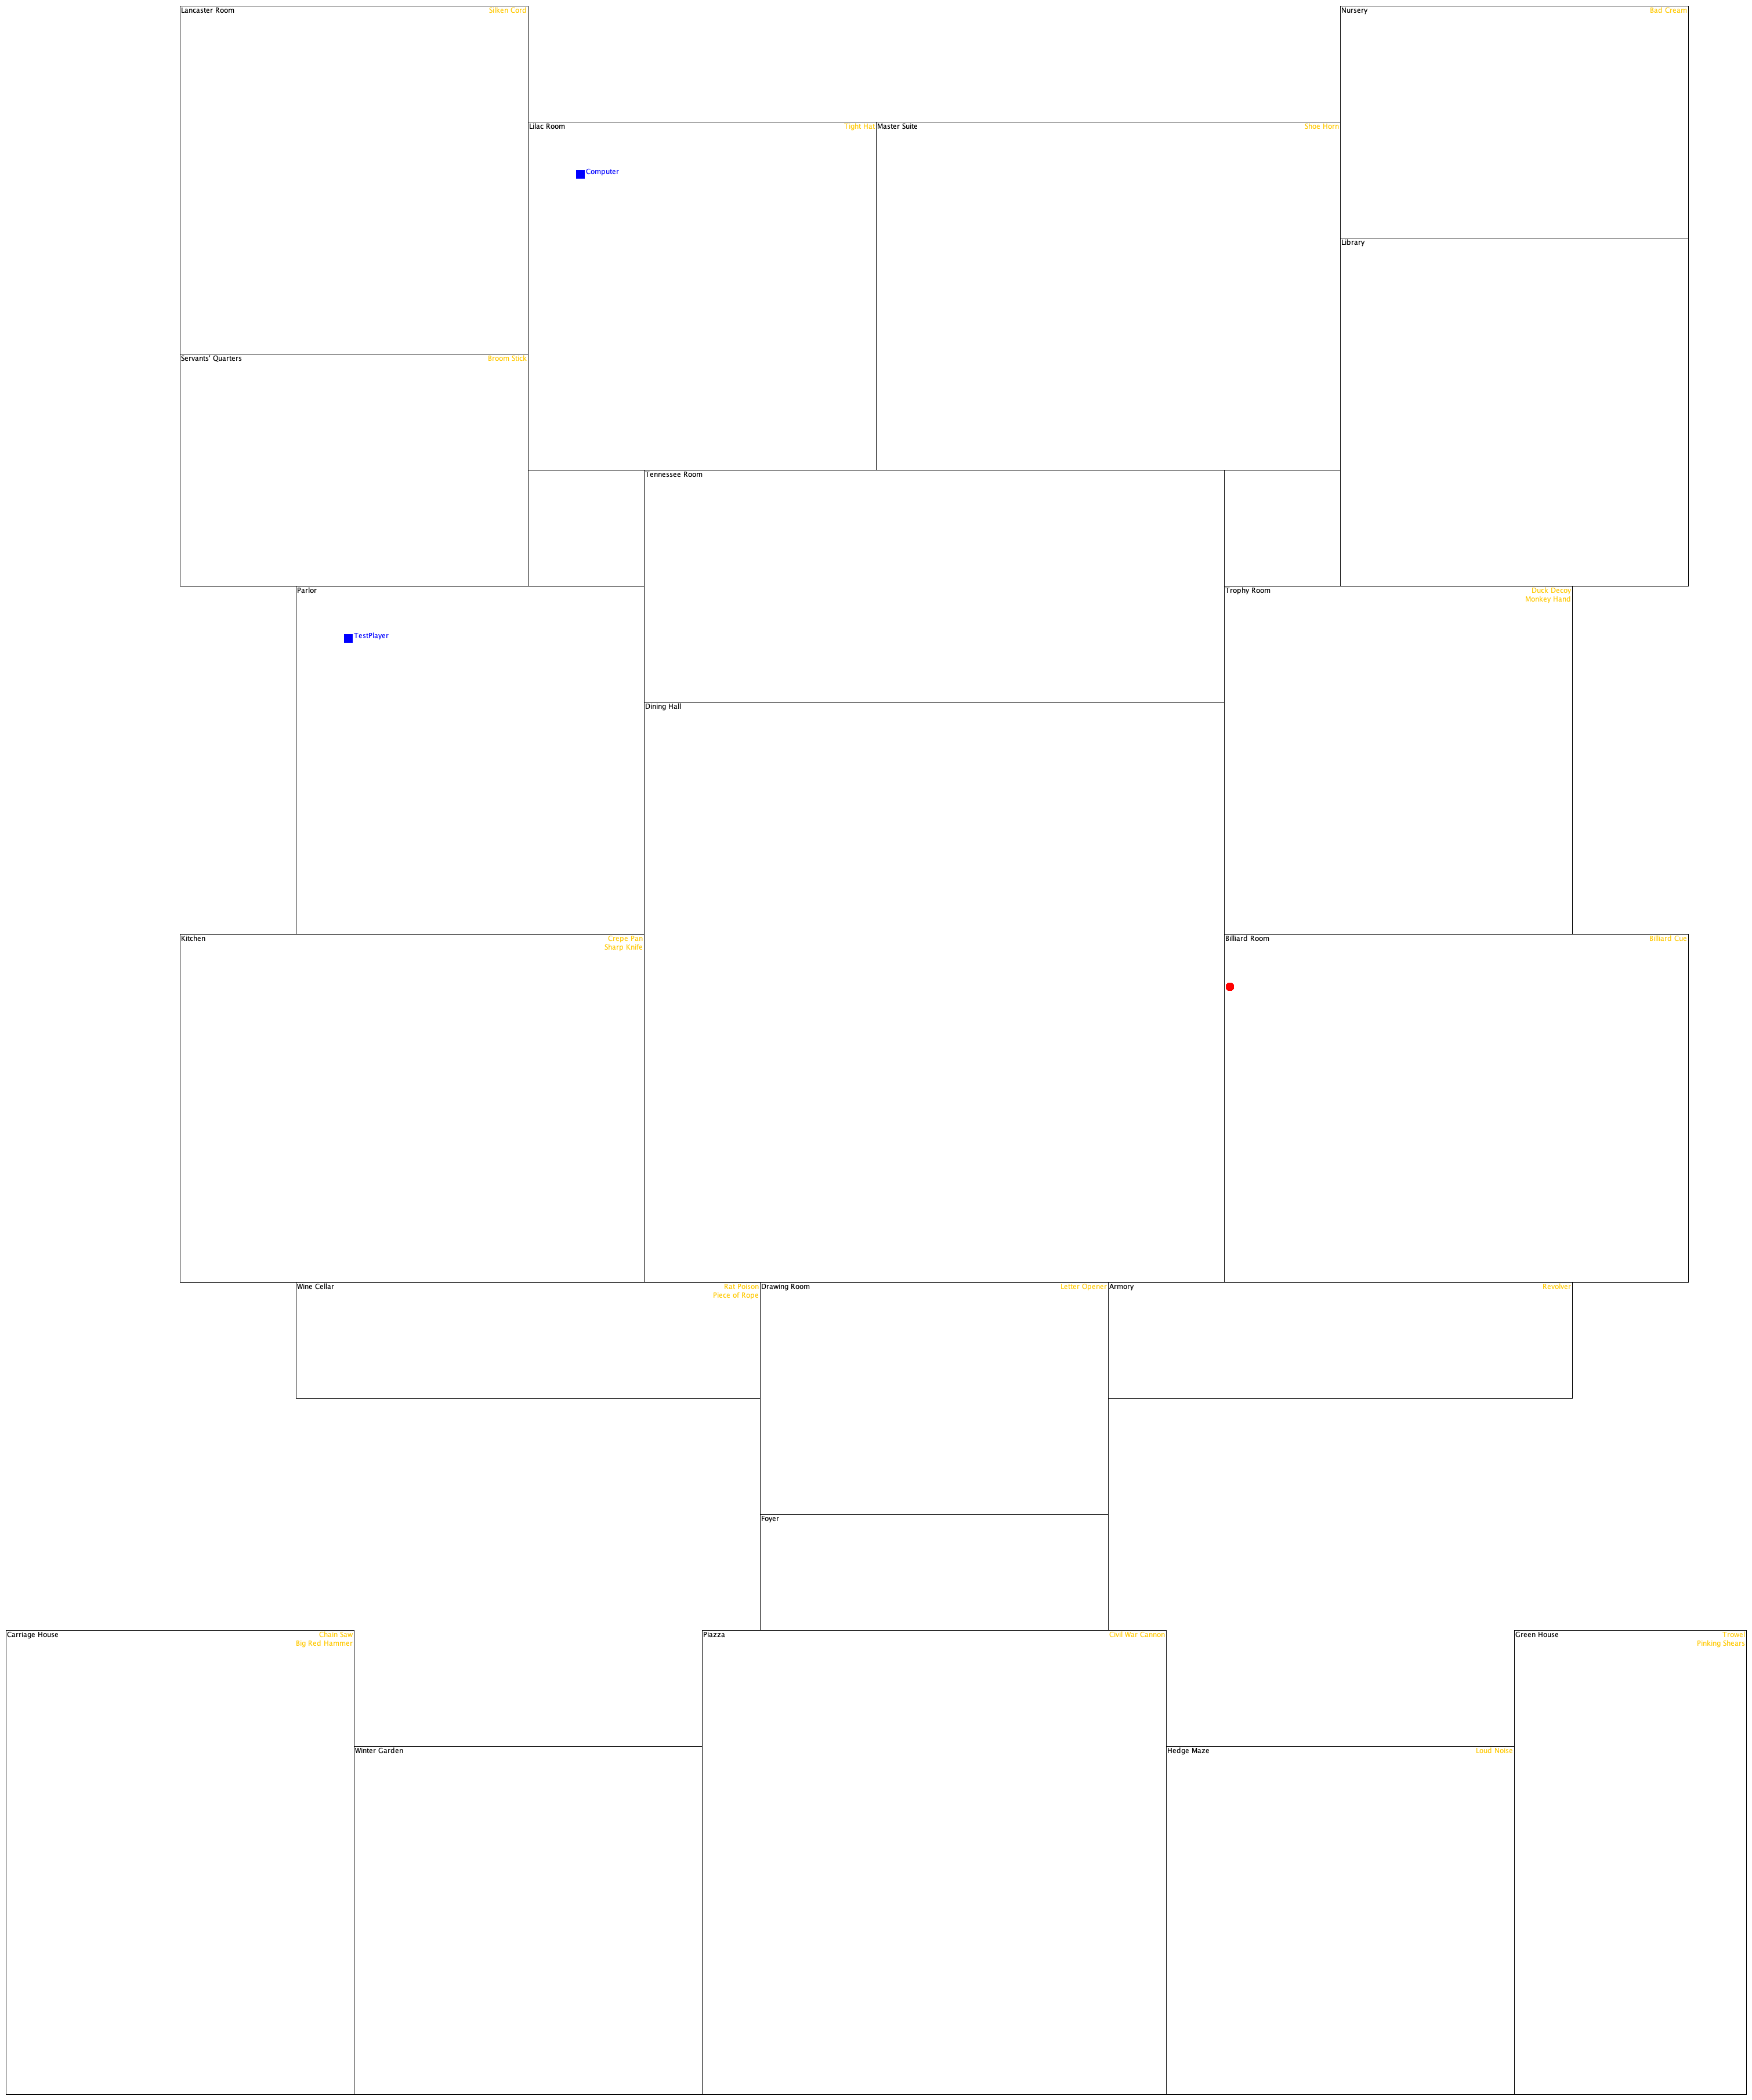 Lancaster Room Silken Cord
Nursery Bad Cream
Lilac Room Tight Hat
Master Suite Shoe Horn
Computer
Library
Servants' Quarters Broom Stick
Tennessee Room
Parlor
Trophy Room Duck Decoy
Monkey Hand
TestPlayer
Dining Hall
Kitchen Crepe Pan
Sharp Knife
Billiard Room Billiard Cue
Wine Cellar Rat Poison
Piece of Rope
Drawing Room Letter Opener
Armory Revolver
Foyer
Carriage House Chain Saw
Big Red Hammer
Piazza Civil War Cannon
Green House Trowel
Pinking Shears
Winter Garden
Hedge Maze Loud Noise